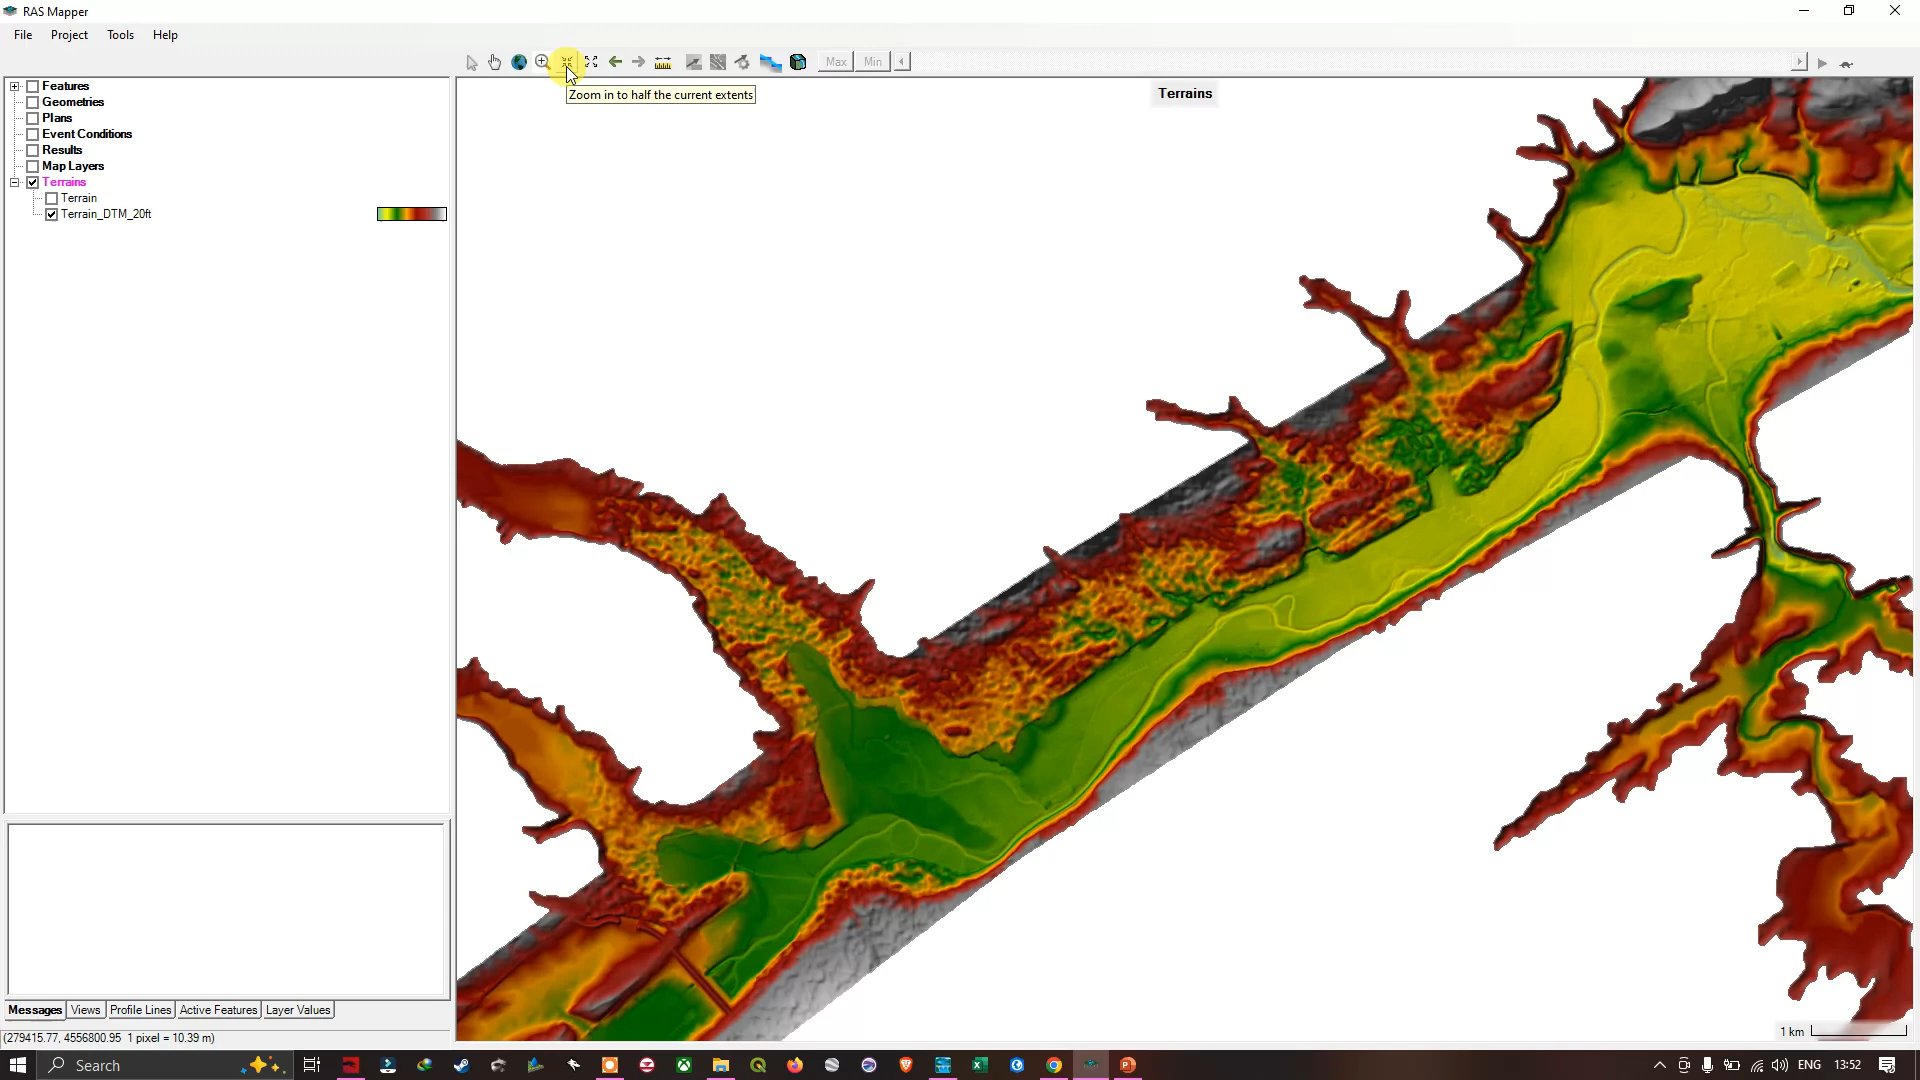 RAS Mapper
File Project Tools Help
Max Min
Zoom in to half the current extents
Features
Geometries
Plans
Event Conditions
Results
Map Layers
Terrains
Terrain
Terrain_DTM_20ft
Terrains
1 km
Messages Views Profile Lines Active Features Layer Values
(279415.77, 4556800.95 1 pixel = 10.39 m)
Search
ENG 13:52